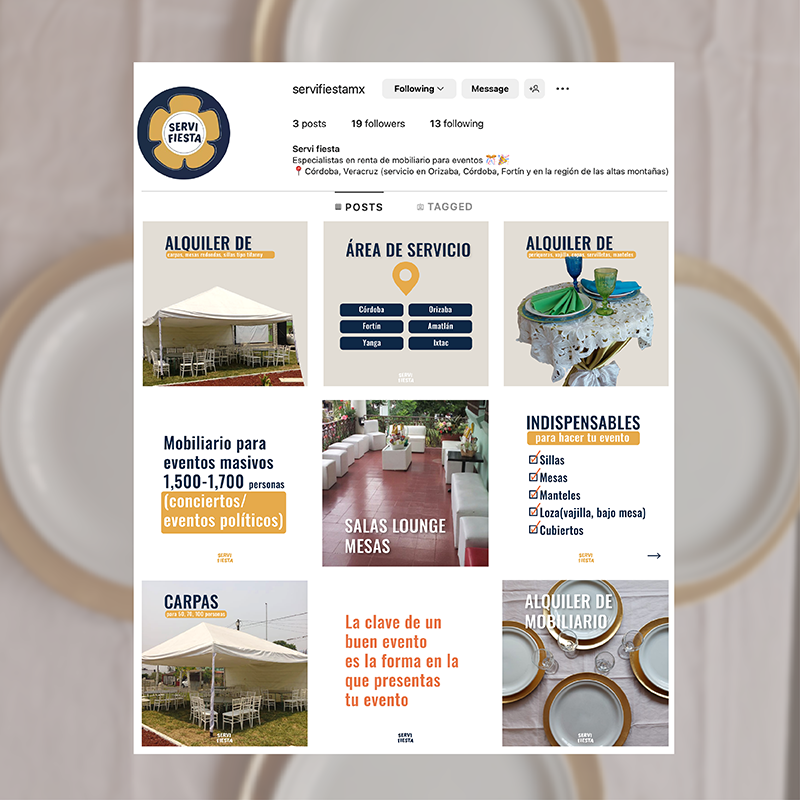 SERVI
FIESTA
servifiestamx
Following
Message
3 posts
19 followers
13 following
Servi fiesta
Especialistas en renta de mobiliario para eventos 🎊🎉
📍 Córdoba, Veracruz (servicio en Orizaba, Córdoba, Fortín y en la región de las altas montañas)
POSTS
TAGGED
ALQUILER DE
carpas, mesas redondas, sillas tipo tiffanny
ÁREA DE SERVICIO
Córdoba
Orizaba
Fortín
Amatlán
Yanga
Ixtac
SERVI
FIESTA
ALQUILER DE
Mobiliario para
eventos masivos
1,500-1,700 personas
(conciertos/
eventos políticos)
SERVI
FIESTA
SALAS LOUNGE
MESAS
INDISPENSABLES
para hacer tu evento
Sillas
Mesas
Manteles
Loza(vajilla, bajo mesa)
Cubiertos
SERVI
FIESTA
CARPAS
para 50, 70, 100 personas
SERVI
FIESTA
La clave de un
buen evento
es la forma en la
que presentas
tu evento
SERVI
FIESTA
ALQUILER DE
MOBILIARIO